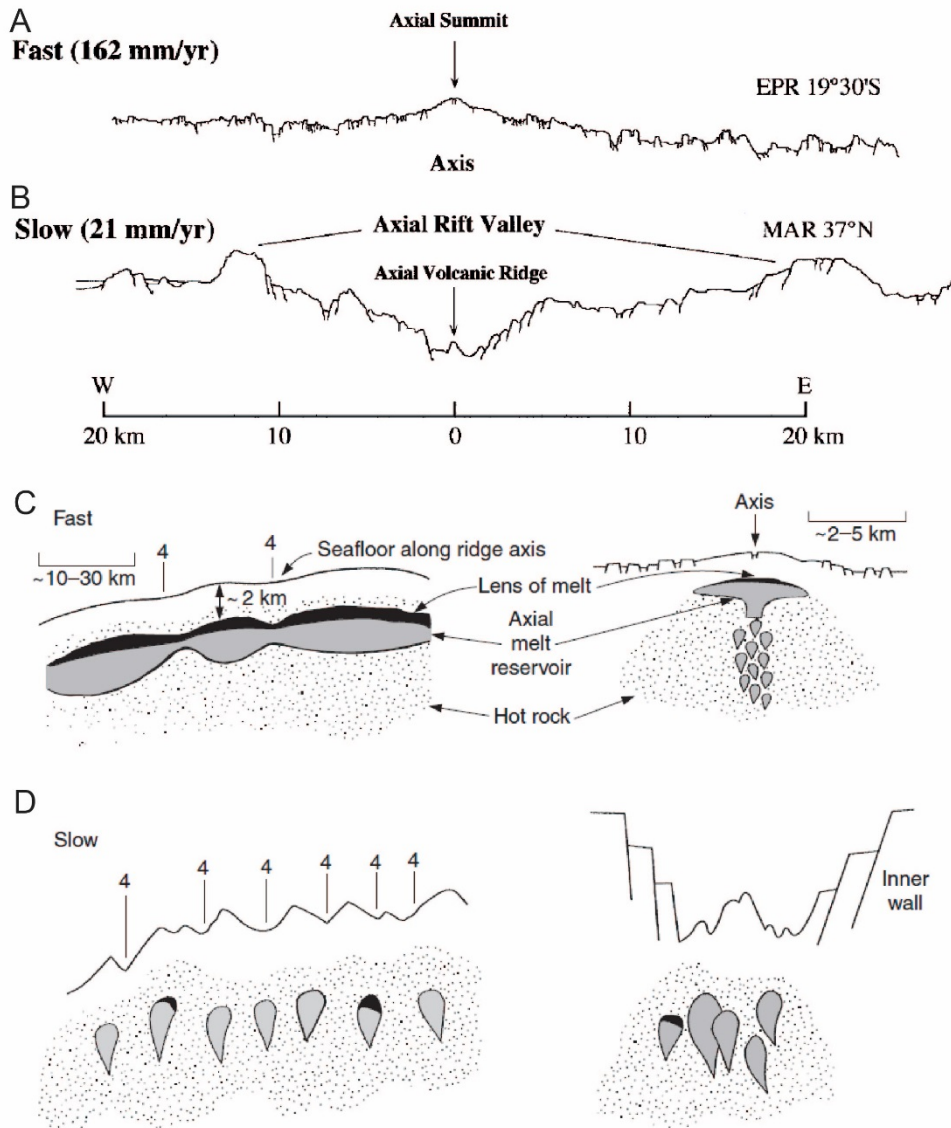 A
Fast (162 mm/yr)
Axial Summit
EPR 19°30'S
Axis
B
Slow (21 mm/yr)
Axial Rift Valley
MAR 37°N
Axial Volcanic Ridge
W
E
20 km 10 0 10 20 km
C
Fast
~10–30 km
4
4
Seafloor along ridge axis
~ 2 km
Axis
~2–5 km
Lens of melt
Axial
melt
reservoir
Hot rock
D
Slow
4 4 4 4 4 4
Inner
wall